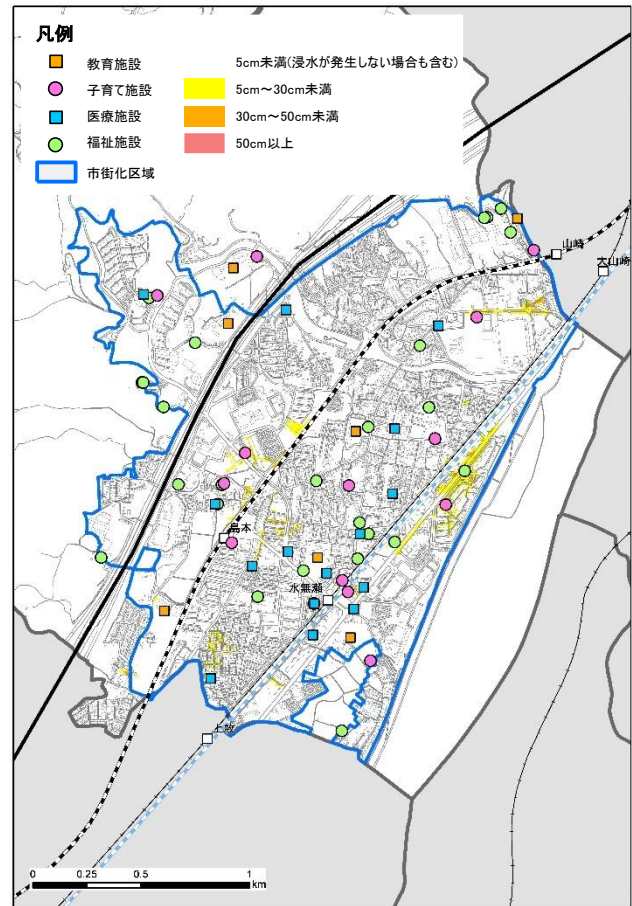 凡例
教育施設
子育て施設
医療施設
福祉施設
市街化区域
5cm未満(浸水が発生しない場合も含む)
5cm～30cm未満
30cm～50cm未満
50cm以上
山崎
大山崎
島本
水無瀬
上牧
0 0.25 0.5 1
km